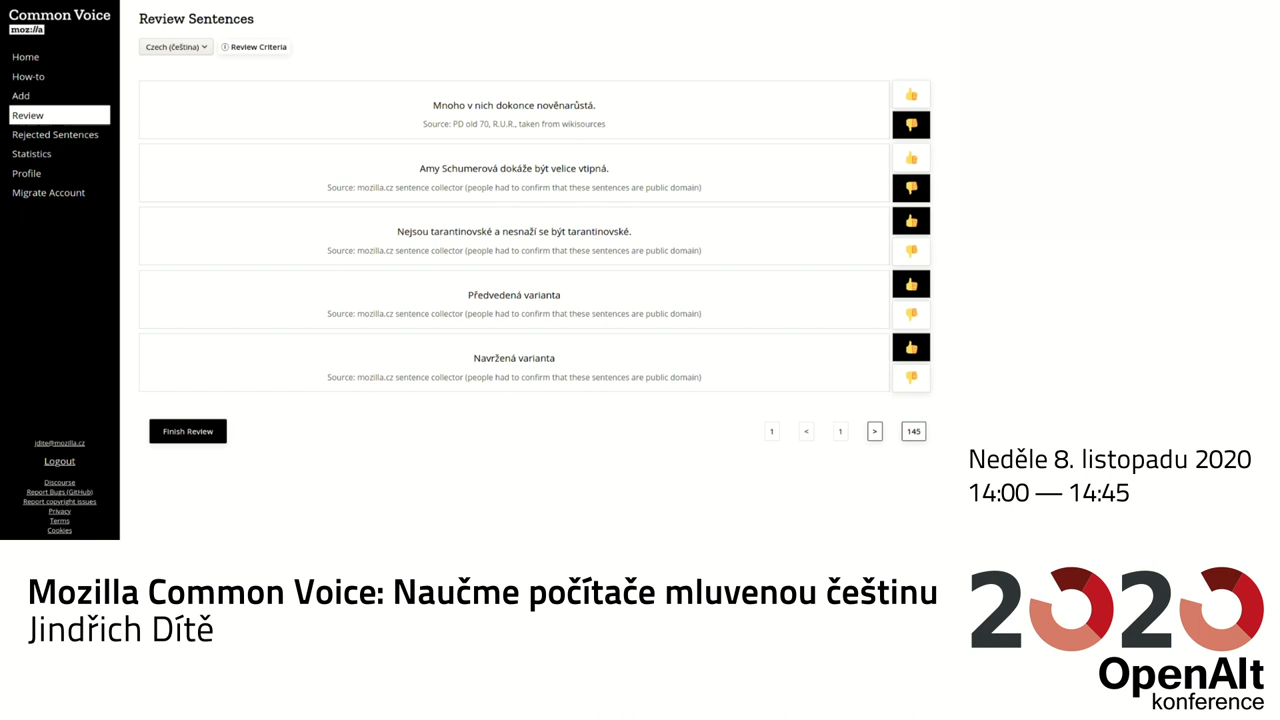 Common Voice
moz://a
Home
How-to
Add
Review
Rejected Sentences
Statistics
Profile
Migrate Account
jdite@mozilla.cz
Logout
Discourse
Report Bugs (GitHub)
Report copyright issues
Privacy
Terms
Cookies
Review Sentences
Czech (čeština)
Review Criteria
Mnoho v nich dokonce nověnarůstá.
Source: PD old 70, R.U.R., taken from wikisources
Amy Schumerová dokáže být velice vtipná.
Source: mozilla.cz sentence collector (people had to confirm that these sentences are public domain)
Nejsou tarantinovské a nesnaží se být tarantinovské.
Source: mozilla.cz sentence collector (people had to confirm that these sentences are public domain)
Předvedená varianta
Source: mozilla.cz sentence collector (people had to confirm that these sentences are public domain)
Navržená varianta
Source: mozilla.cz sentence collector (people had to confirm that these sentences are public domain)
Finish Review
1 < 1 > 145
Neděle 8. listopadu 2020
14:00 — 14:45
Mozilla Common Voice: Naučme počítače mluvenou češtinu
Jindřich Dítě
2020
OpenAlt
konference